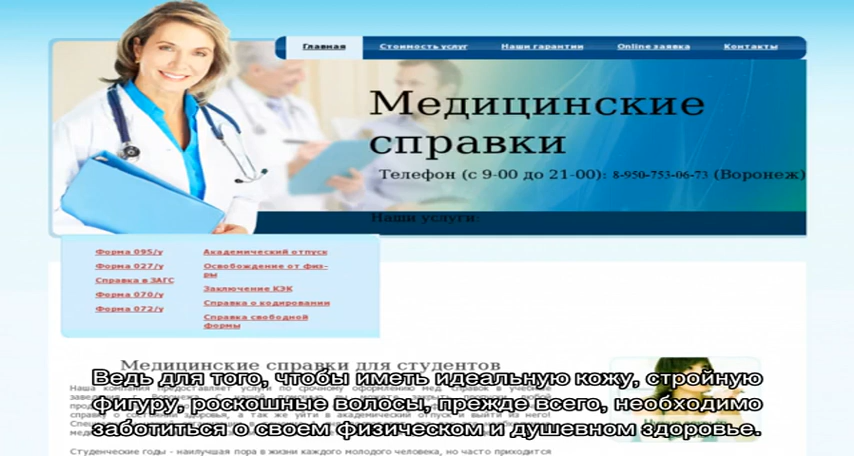 Главная Стоимость услуг Наши гарантии Online заявка Контакты
Медицинские
справки
Телефон (с 9-00 до 21-00): 8-950-753-06-73 (Воронеж)
Наши услуги:
Форма 095/у
Форма 027/у
Справка в ЗАГС
Форма 070/у
Форма 072/у
Академический отпуск
Освобождение от физ-
ры
Заключение КЭК
Справка о кодировании
Справка свободной
формы
Медицинские справки для студентов
Ведь для того, чтобы иметь идеальную кожу, стройную
фигуру, роскошные волосы, прежде всего, необходимо
заботиться о своем физическом и душевном здоровье.
Студенческие годы - наилучшая пора в жизни каждого молодого человека, но часто приходится